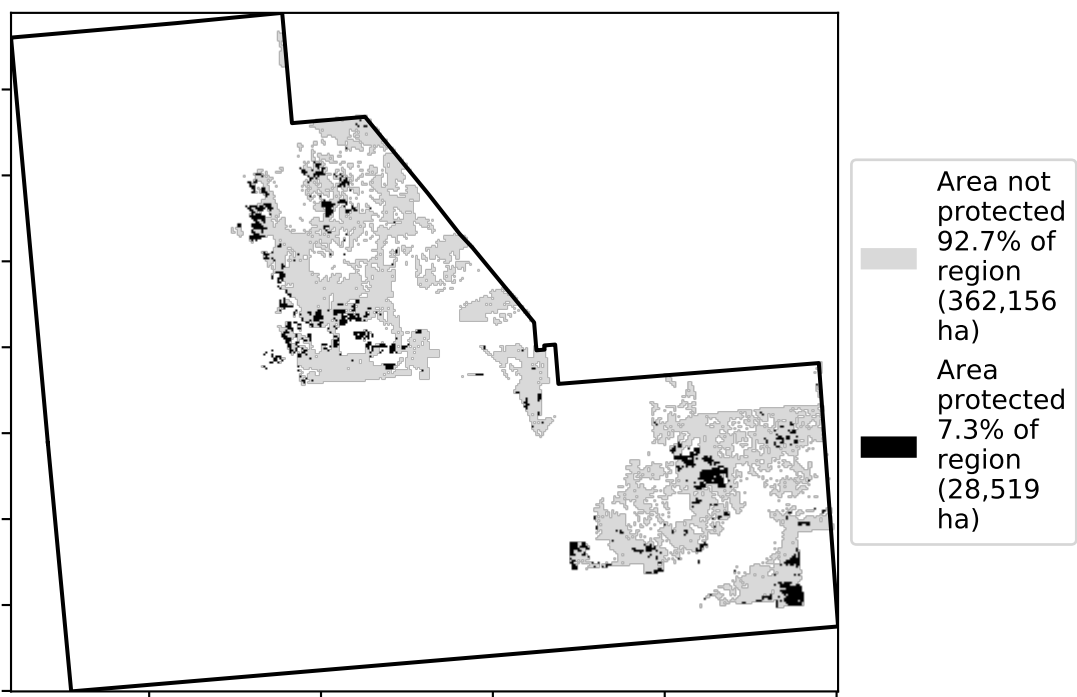 Area not
protected
92.7% of
region
(362,156
ha)
Area
protected
7.3% of
region
(28,519
ha)